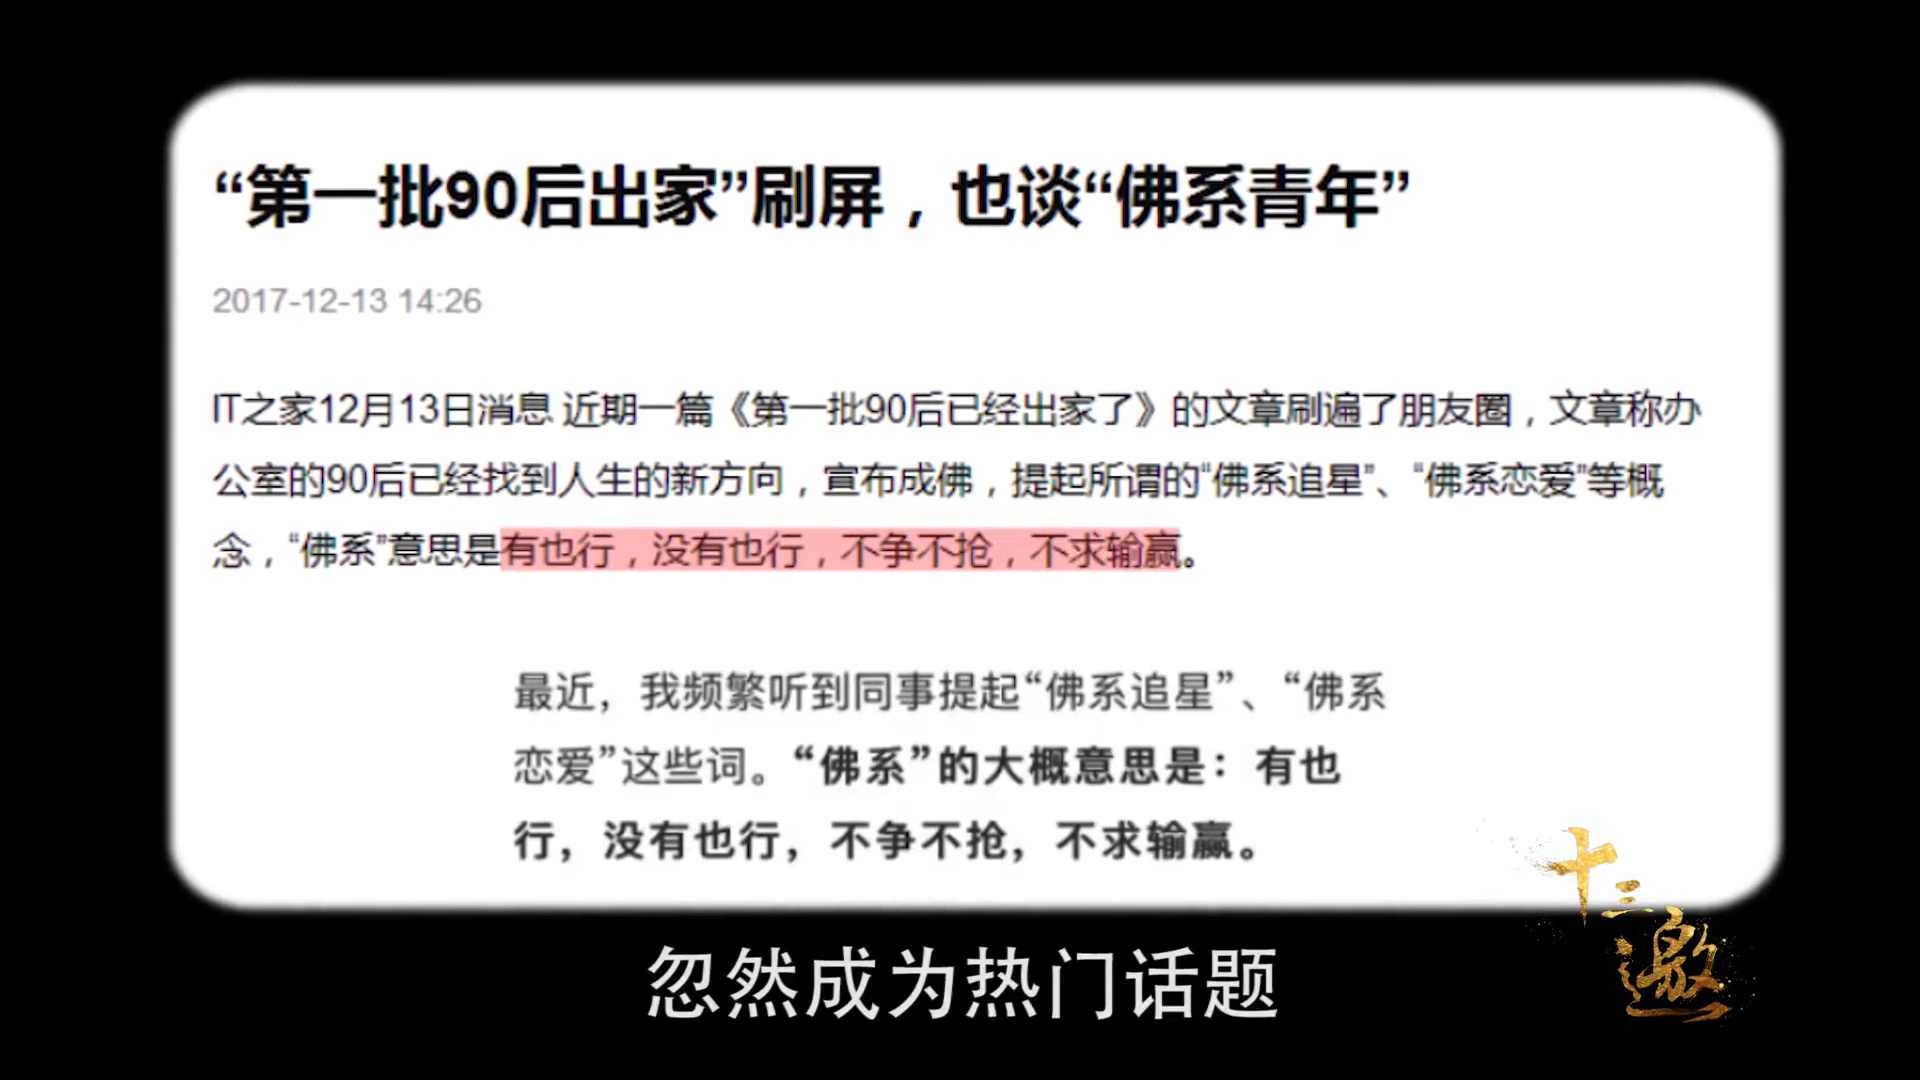 “第一批90后出家”刷屏，也谈“佛系青年”
2017-12-13 14:26
IT之家12月13日消息 近期一篇《第一批90后已经出家了》的文章刷遍了朋友圈，文章称办
公室的90后已经找到人生的新方向，宣布成佛，提起所谓的“佛系追星”、“佛系恋爱”等概
念，“佛系”意思是有也行，没有也行，不争不抢，不求输赢。
最近，我频繁听到同事提起“佛系追星”、“佛系
恋爱”这些词。“佛系”的大概意思是：有也
行，没有也行，不争不抢，不求输赢。
十三
邀
忽然成为热门话题